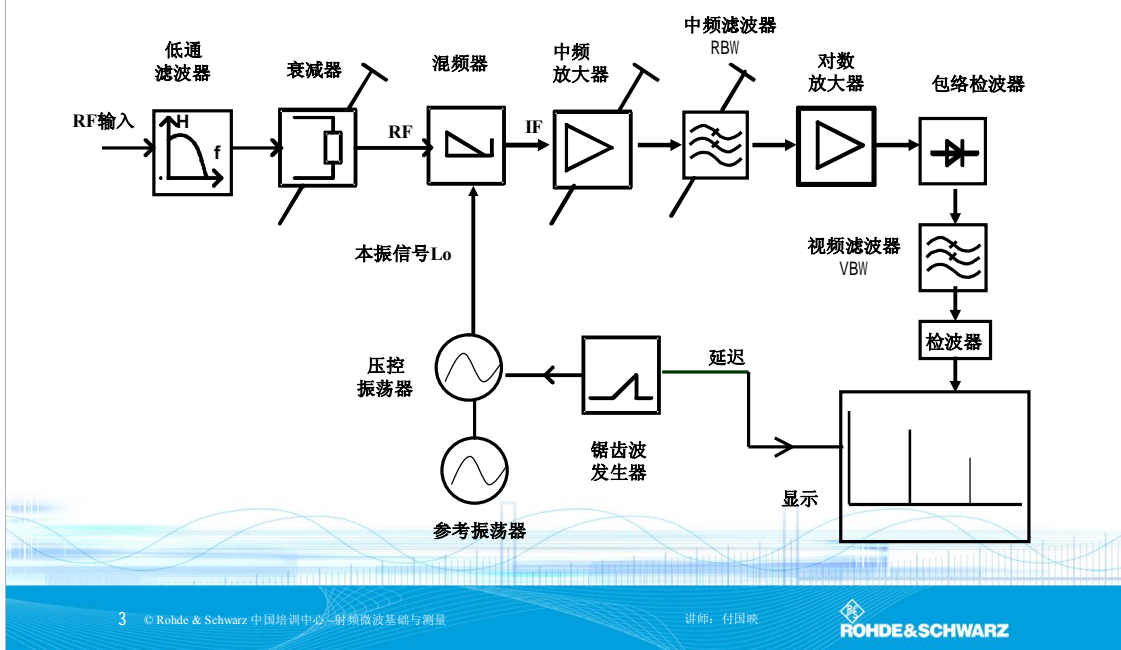 低通
滤波器
衰减器
混频器
中频
放大器
中频滤波器
RBW
对数
放大器
包络检波器
RF输入
H
f
RF
IF
本振信号Lo
视频滤波器
VBW
检波器
压控
振荡器
延迟
锯齿波
发生器
显示
参考振荡器
3 © Rohde & Schwarz 中国培训中心 –射频微波基础与测量
讲师：付国映
ROHDE&SCHWARZ